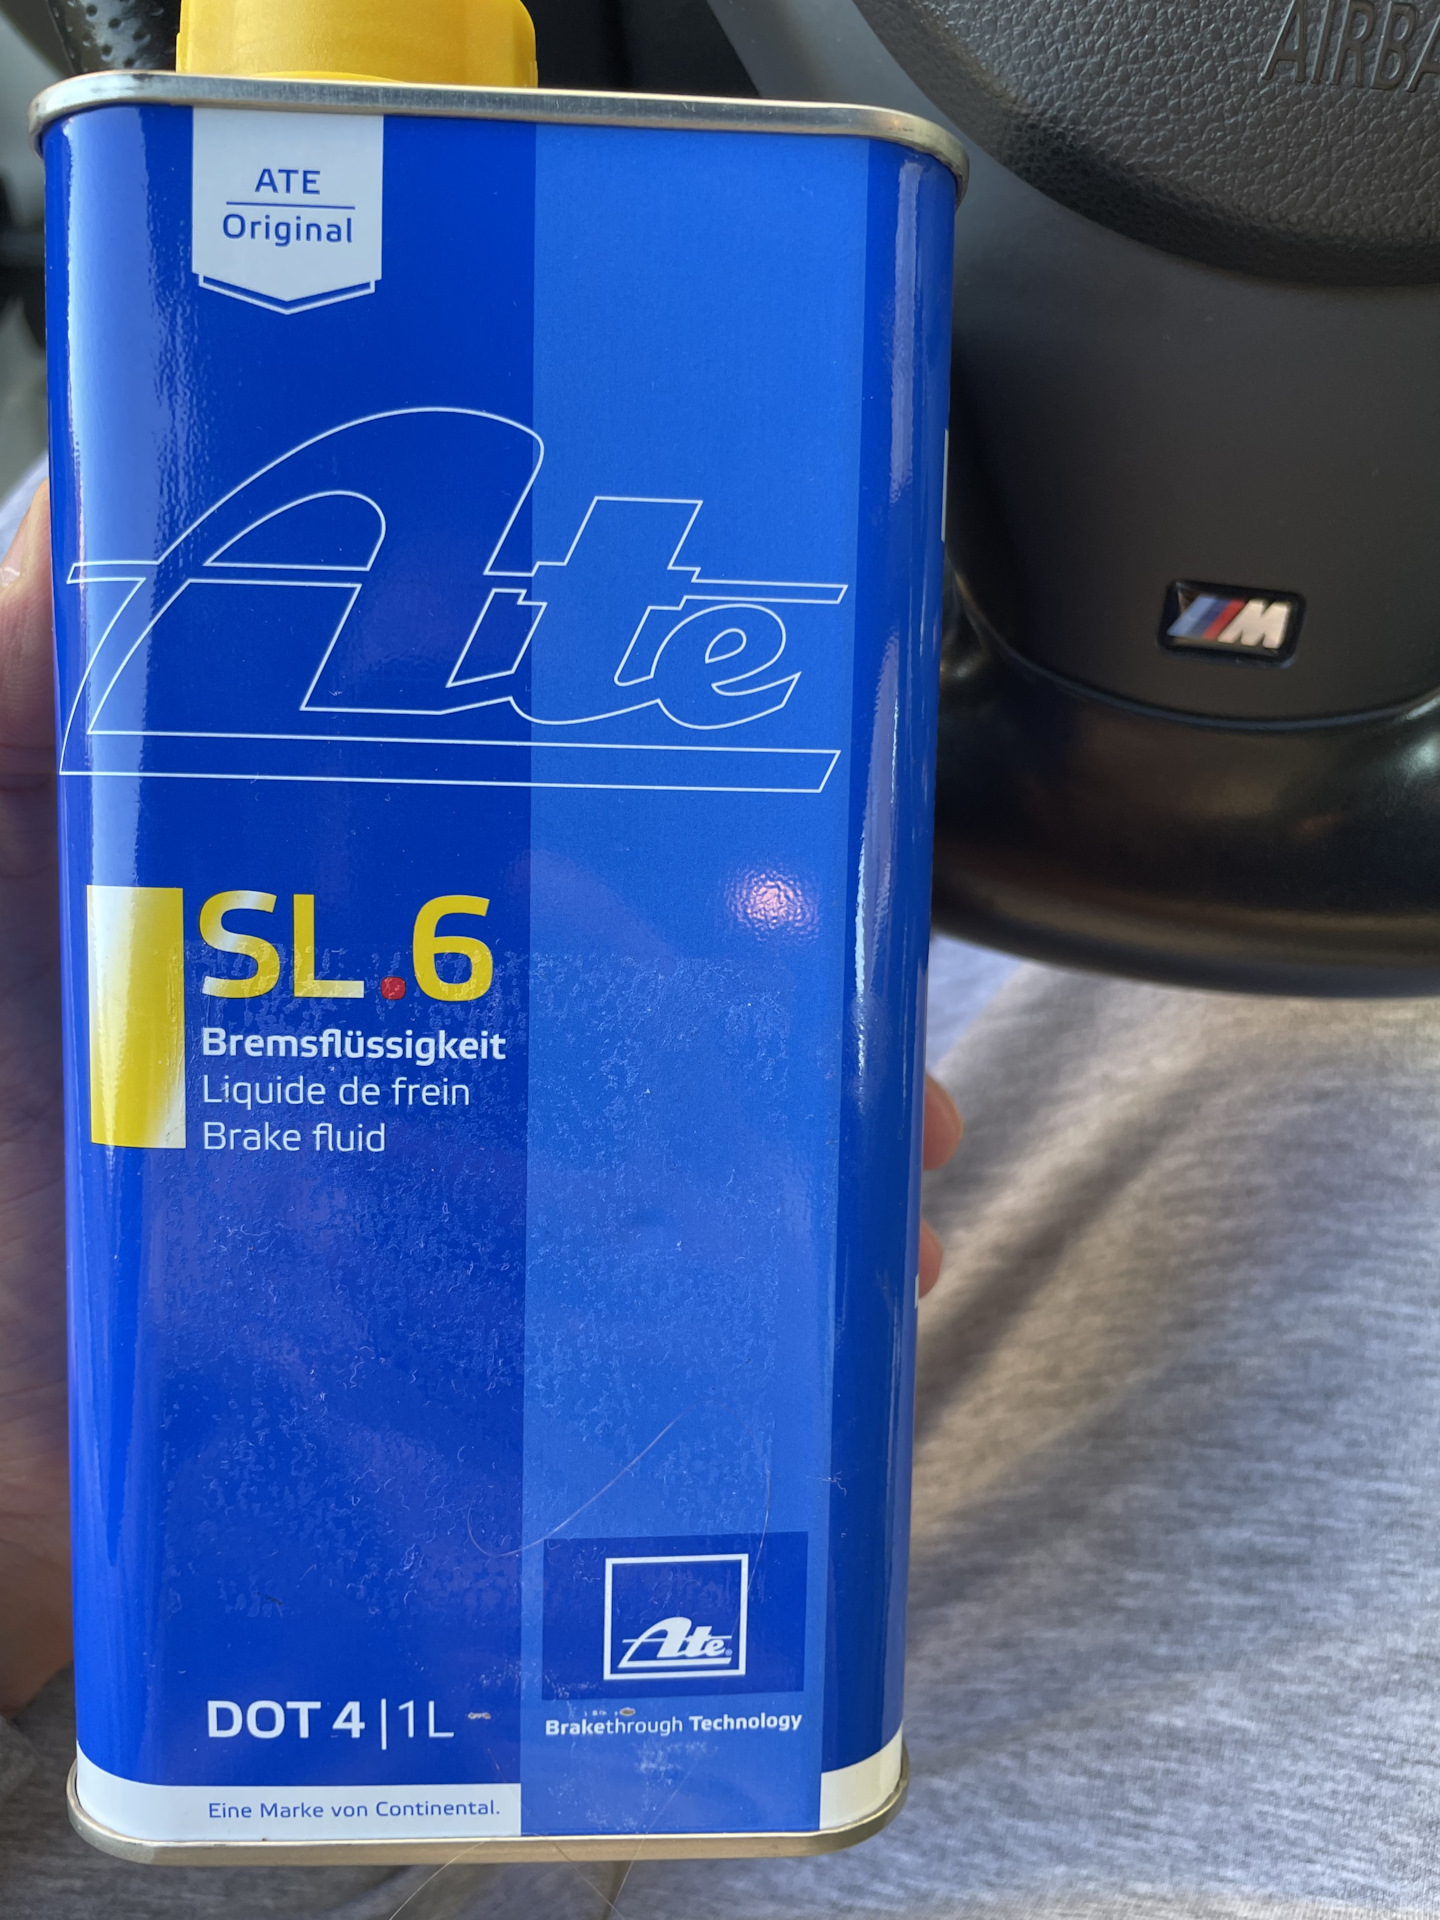 ATE
Original
Ate
SL.6
Bremsflüssigkeit
Liquide de frein
Brake fluid
Ate
DOT 4 | 1L
Brakethrough Technology
Eine Marke von Continental.
M